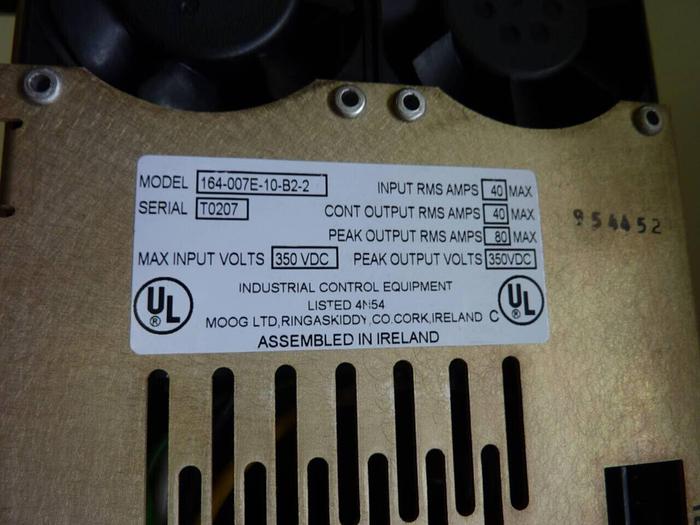 MODEL 164-007E-10-B2-2 INPUT RMS AMPS 40 MAX
SERIAL T0207 CONT OUTPUT RMS AMPS 40 MAX
PEAK OUTPUT RMS AMPS 80 MAX
MAX INPUT VOLTS 350 VDC PEAK OUTPUT VOLTS 350VDC
UL ® INDUSTRIAL CONTROL EQUIPMENT UL ®
LISTED 4N54
MOOG LTD,RINGASKIDDY,CO.CORK,IRELAND C
ASSEMBLED IN IRELAND
954452